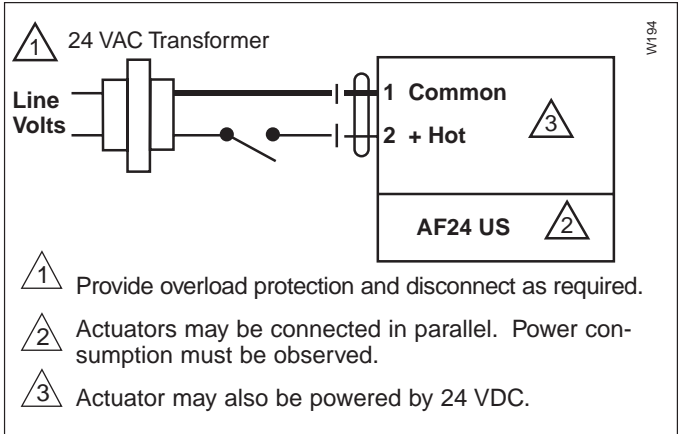 W194
1 24 VAC Transformer
Line
Volts
1 Common
2 + Hot
3
AF24 US 2
1 Provide overload protection and disconnect as required.
2 Actuators may be connected in parallel. Power con-
sumption must be observed.
3 Actuator may also be powered by 24 VDC.